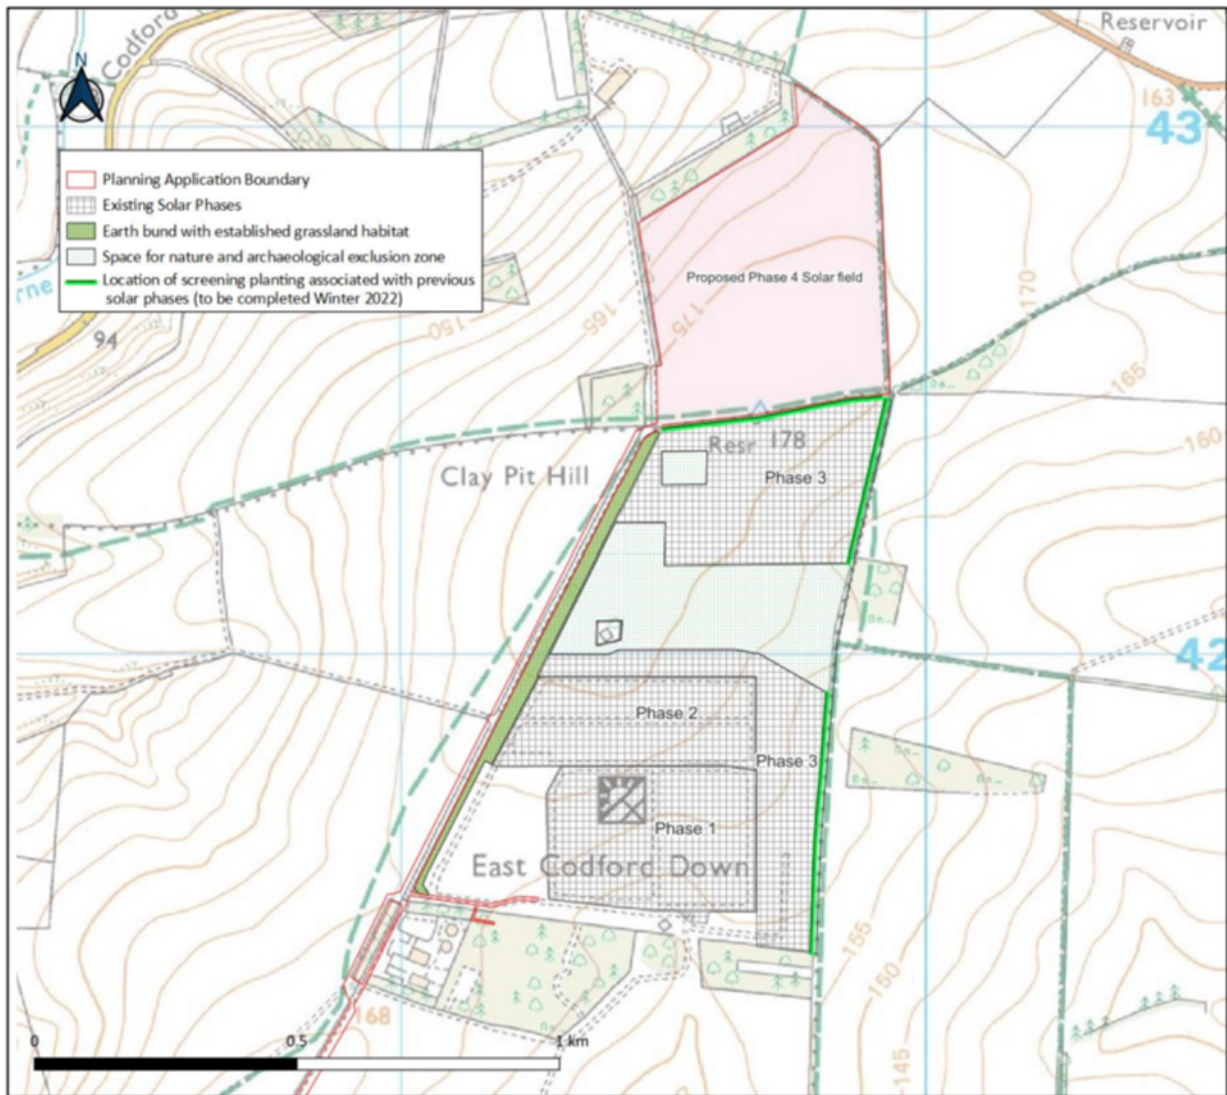 Reservoir
Codford
N
163
43
Planning Application Boundary
Existing Solar Phases
Earth bund with established grassland habitat
Space for nature and archaeological exclusion zone
Location of screening planting associated with previous
solar phases (to be completed Winter 2022)
rne
94
150
165
175
Proposed Phase 4 Solar field
170
165
160
Resr 178
Clay Pit Hill
Phase 3
42
Phase 2
Phase 3
Phase 1
East Codford Down
155
150
145
168
0
0.5
1 km